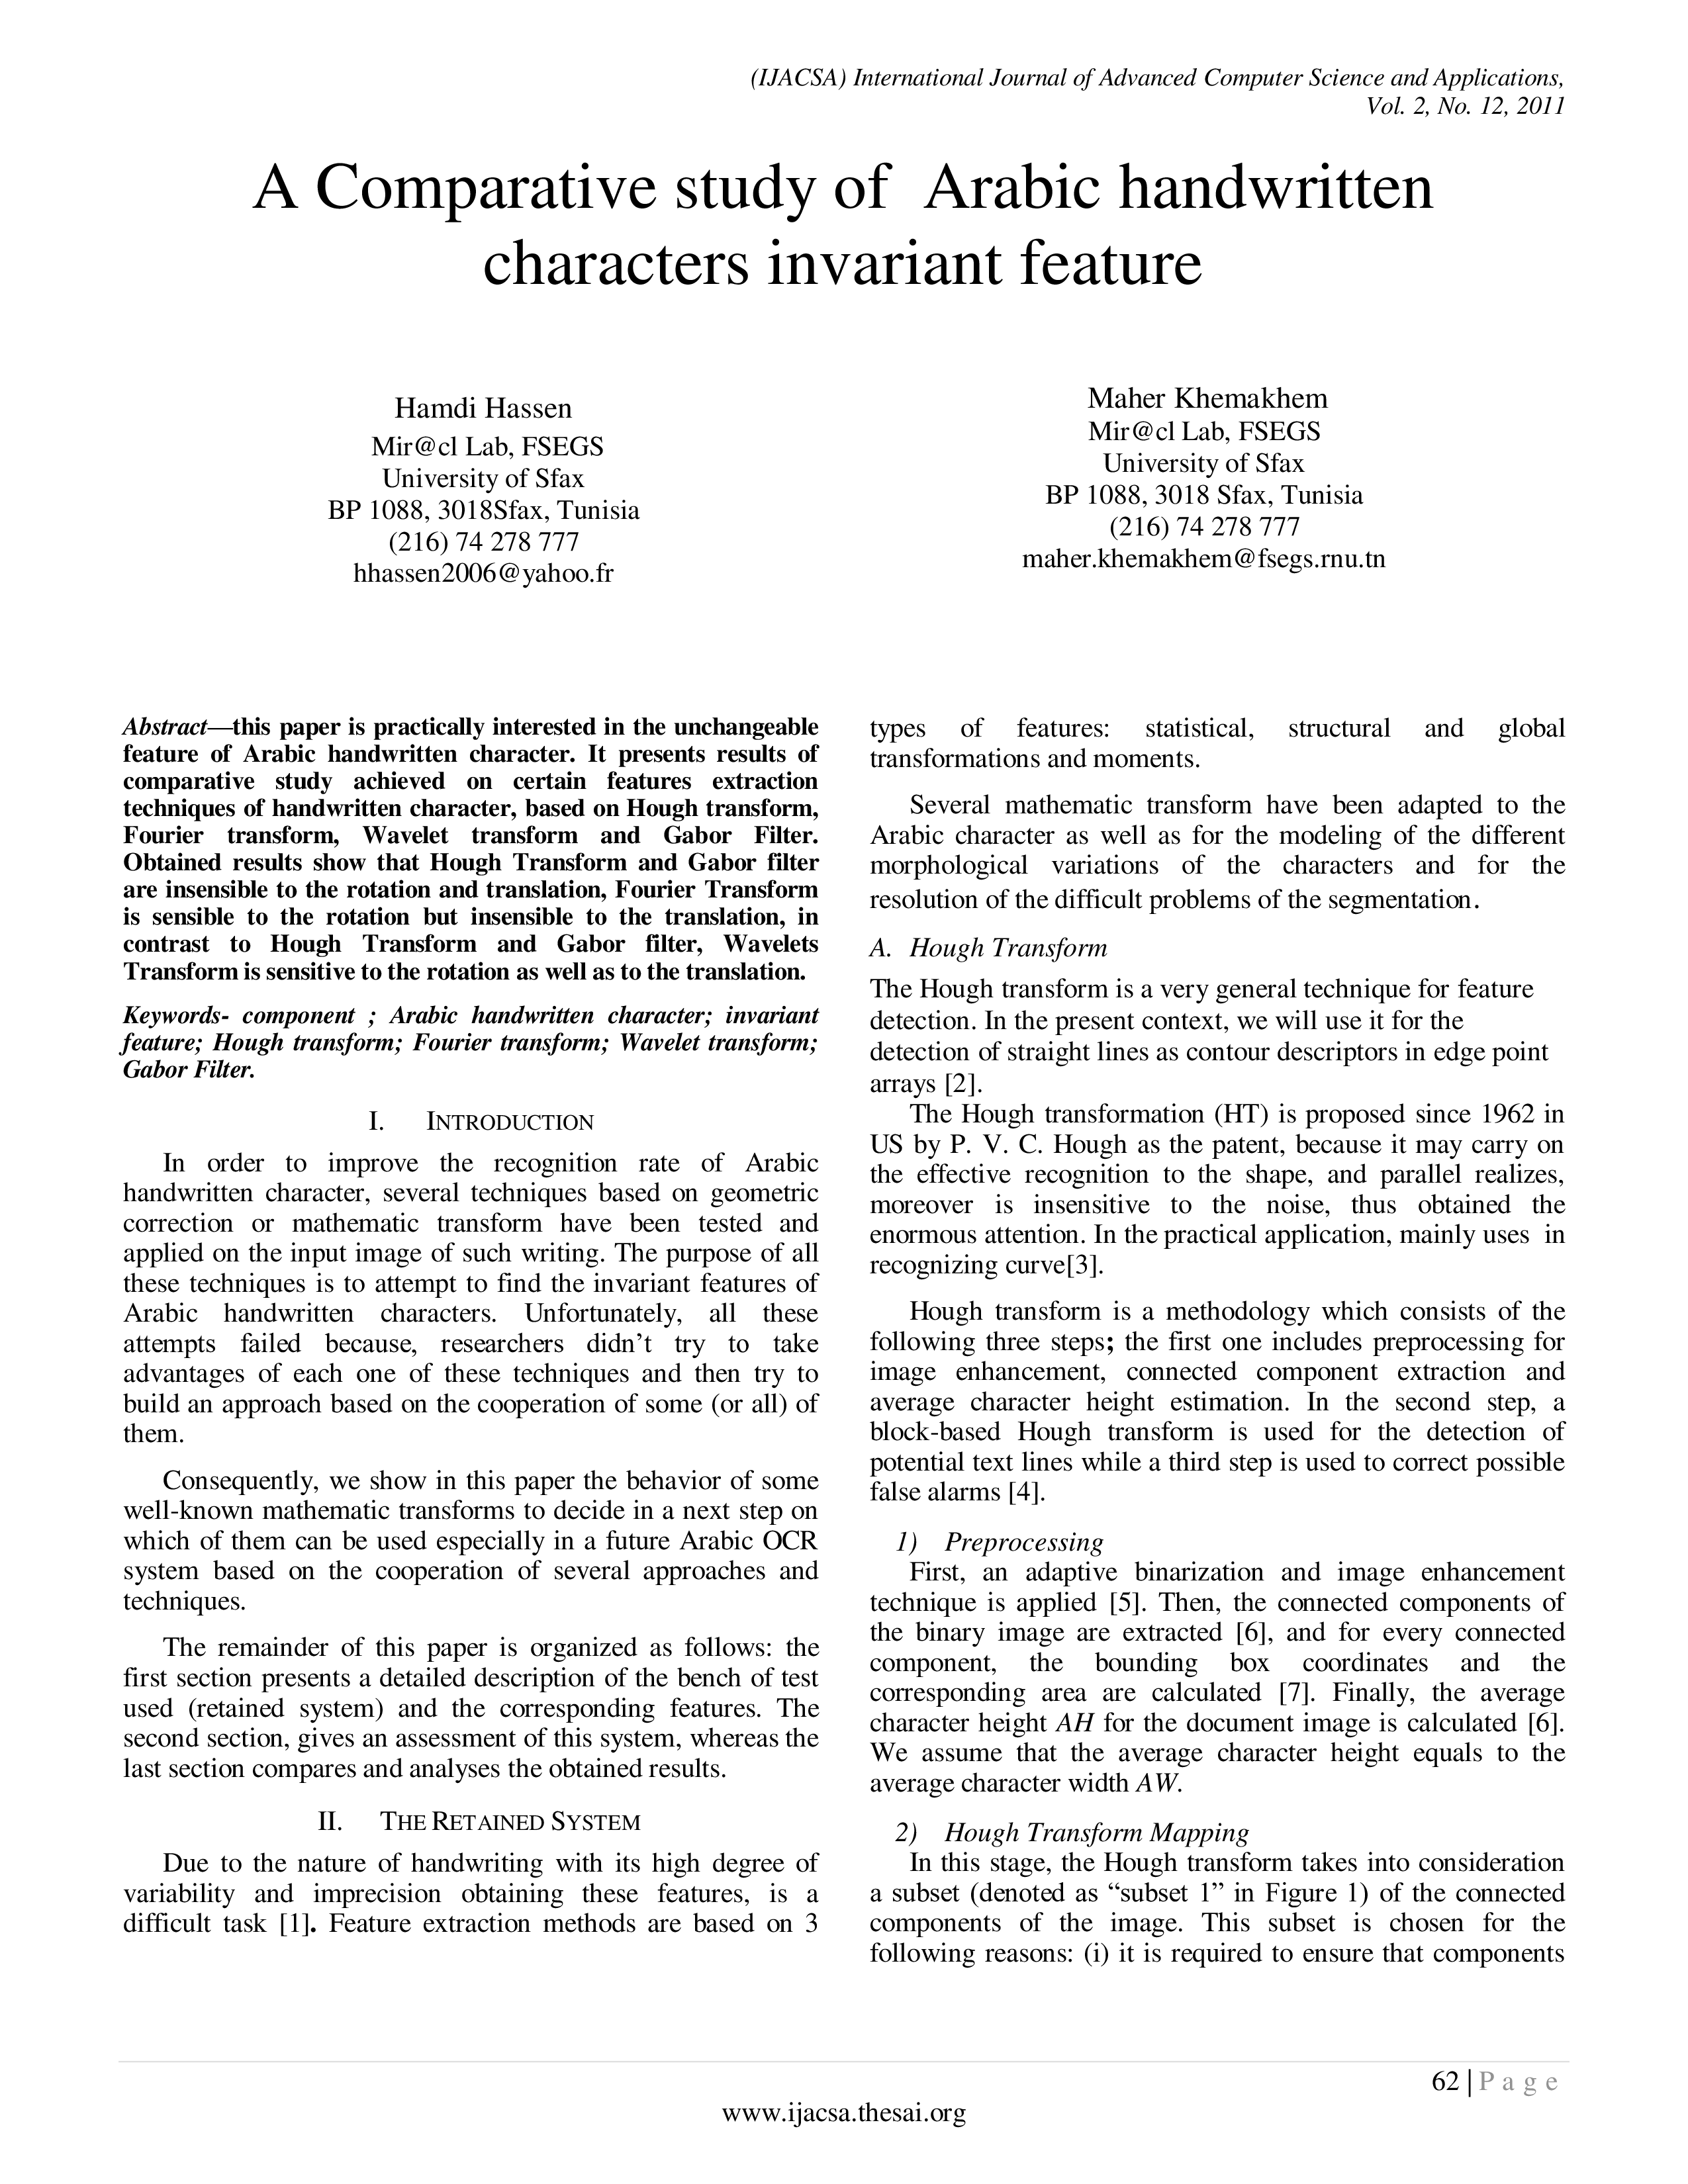 (IJACSA) International Journal of Advanced Computer Science and Applications,
Vol. 2, No. 12, 2011
A Comparative study of Arabic handwritten
characters invariant feature
Hamdi Hassen
Mir@cl Lab, FSEGS
University of Sfax
BP 1088, 3018Sfax, Tunisia
(216) 74 278 777
hhassen2006@yahoo.fr
Maher Khemakhem
Mir@cl Lab, FSEGS
University of Sfax
BP 1088, 3018 Sfax, Tunisia
(216) 74 278 777
maher.khemakhem@fsegs.rnu.tn
Abstract—this paper is practically interested in the unchangeable
feature of Arabic handwritten character. It presents results of
comparative study achieved on certain features extraction
techniques of handwritten character, based on Hough transform,
Fourier transform, Wavelet transform and Gabor Filter.
Obtained results show that Hough Transform and Gabor filter
are insensible to the rotation and translation, Fourier Transform
is sensible to the rotation but insensible to the translation, in
contrast to Hough Transform and Gabor filter, Wavelets
Transform is sensitive to the rotation as well as to the translation.
Keywords- component ; Arabic handwritten character; invariant
feature; Hough transform; Fourier transform; Wavelet transform;
Gabor Filter.
I. INTRODUCTION
In order to improve the recognition rate of Arabic
handwritten character, several techniques based on geometric
correction or mathematic transform have been tested and
applied on the input image of such writing. The purpose of all
these techniques is to attempt to find the invariant features of
Arabic handwritten characters. Unfortunately, all these
attempts failed because, researchers didn’t try to take
advantages of each one of these techniques and then try to
build an approach based on the cooperation of some (or all) of
them.
Consequently, we show in this paper the behavior of some
well-known mathematic transforms to decide in a next step on
which of them can be used especially in a future Arabic OCR
system based on the cooperation of several approaches and
techniques.
The remainder of this paper is organized as follows: the
first section presents a detailed description of the bench of test
used (retained system) and the corresponding features. The
second section, gives an assessment of this system, whereas the
last section compares and analyses the obtained results.
II. THE RETAINED SYSTEM
Due to the nature of handwriting with its high degree of
variability and imprecision obtaining these features, is a
difficult task [1]. Feature extraction methods are based on 3
types of features: statistical, structural and global
transformations and moments.
Several mathematic transform have been adapted to the
Arabic character as well as for the modeling of the different
morphological variations of the characters and for the
resolution of the difficult problems of the segmentation.
A. Hough Transform
The Hough transform is a very general technique for feature
detection. In the present context, we will use it for the
detection of straight lines as contour descriptors in edge point
arrays [2].
The Hough transformation (HT) is proposed since 1962 in
US by P. V. C. Hough as the patent, because it may carry on
the effective recognition to the shape, and parallel realizes,
moreover is insensitive to the noise, thus obtained the
enormous attention. In the practical application, mainly uses in
recognizing curve[3].
Hough transform is a methodology which consists of the
following three steps; the first one includes preprocessing for
image enhancement, connected component extraction and
average character height estimation. In the second step, a
block-based Hough transform is used for the detection of
potential text lines while a third step is used to correct possible
false alarms [4].
1) Preprocessing
First, an adaptive binarization and image enhancement
technique is applied [5]. Then, the connected components of
the binary image are extracted [6], and for every connected
component, the bounding box coordinates and the
corresponding area are calculated [7]. Finally, the average
character height AH for the document image is calculated [6].
We assume that the average character height equals to the
average character width AW.
2) Hough Transform Mapping
In this stage, the Hough transform takes into consideration
a subset (denoted as “subset 1” in Figure 1) of the connected
components of the image. This subset is chosen for the
following reasons: (i) it is required to ensure that components
62 | Page
www.ijacsa.thesai.org